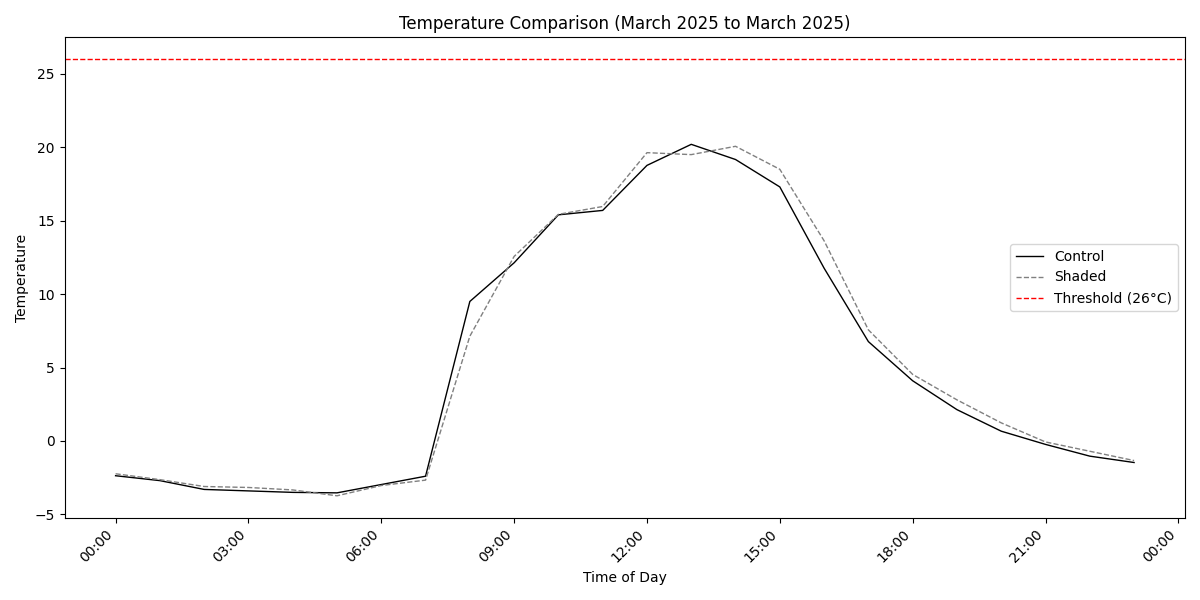 Temperature Comparison (March 2025 to March 2025)
Temperature
25
20
15
10
5
0
−5
Control
Shaded
Threshold (26°C)
00:00
03:00
06:00
09:00
12:00
15:00
18:00
21:00
00:00
Time of Day